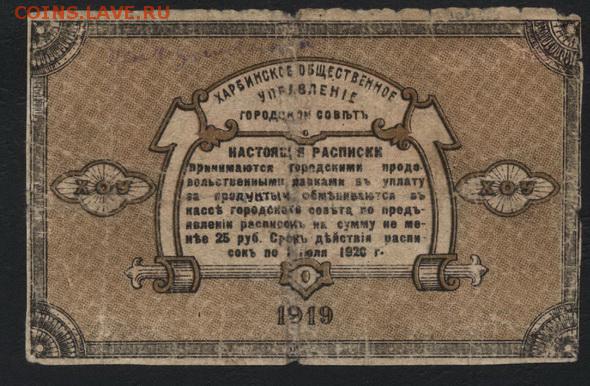 COINS.LAVE.RU
ХАРБИНСКОЕ ОБЩЕСТВЕННОЕ
УПРАВЛЕНІЕ
ГОРОДСКОЙ СОВѢТЪ
НАСТОЯЩІЯ РАСПИСКИ
принимаются городскими продо-
вольственными лавками въ уплату
за продукты и обмѣниваются въ
кассѣ городского совѣта по предъ-
явленіи расписокъ на сумму не ме-
нѣе 25 руб. Срокъ дѣйствія распи-
сокъ по Іюля 1920 г.
ХОУ
ХОУ
1919